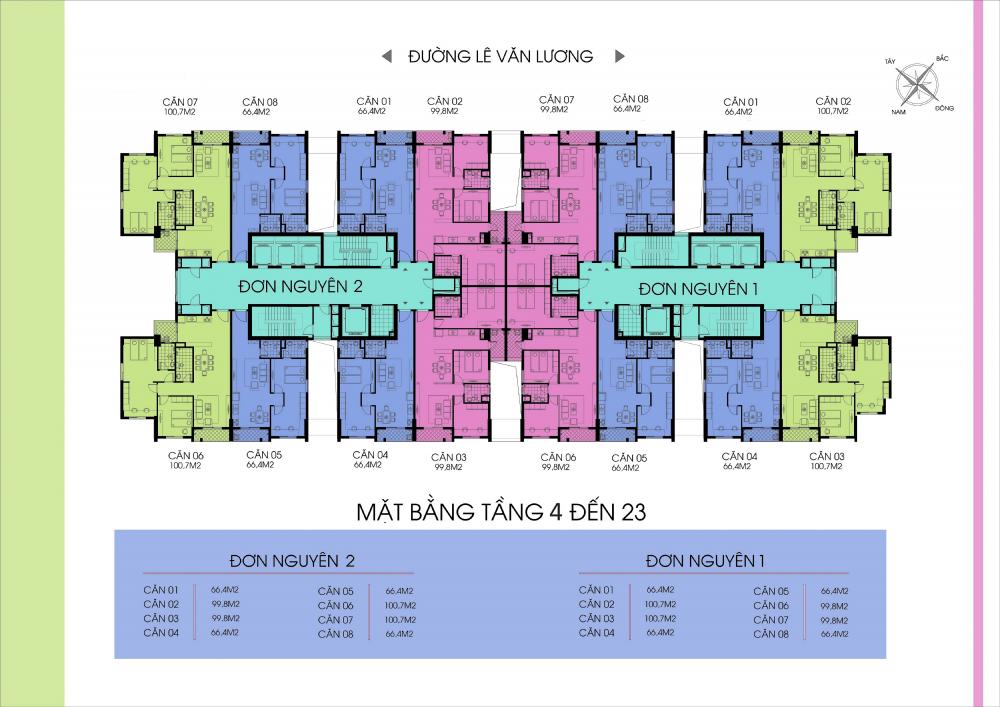 ĐƯỜNG LÊ VĂN LƯƠNG
TÂY
BẮC
NAM
ĐÔNG
CĂN 07
100,7M2
CĂN 08
66,4M2
CĂN 01
66,4M2
CĂN 02
99,8M2
CĂN 07
99,8M2
CĂN 08
66,4M2
CĂN 01
66,4M2
CĂN 02
100,7M2
ĐƠN NGUYÊN 2
ĐƠN NGUYÊN 1
CĂN 06
100,7M2
CĂN 05
66,4M2
CĂN 04
66,4M2
CĂN 03
99,8M2
CĂN 06
99,8M2
CĂN 05
66,4M2
CĂN 04
66,4M2
CĂN 03
100,7M2
MẶT BẰNG TẦNG 4 ĐẾN 23
ĐƠN NGUYÊN 2
CĂN 01 66,4M2 CĂN 05 66,4M2
CĂN 02 99,8M2 CĂN 06 100,7M2
CĂN 03 99,8M2 CĂN 07 100,7M2
CĂN 04 66,4M2 CĂN 08 66,4M2
ĐƠN NGUYÊN 1
CĂN 01 66,4M2 CĂN 05 66,4M2
CĂN 02 100,7M2 CĂN 06 99,8M2
CĂN 03 100,7M2 CĂN 07 99,8M2
CĂN 04 66,4M2 CĂN 08 66,4M2